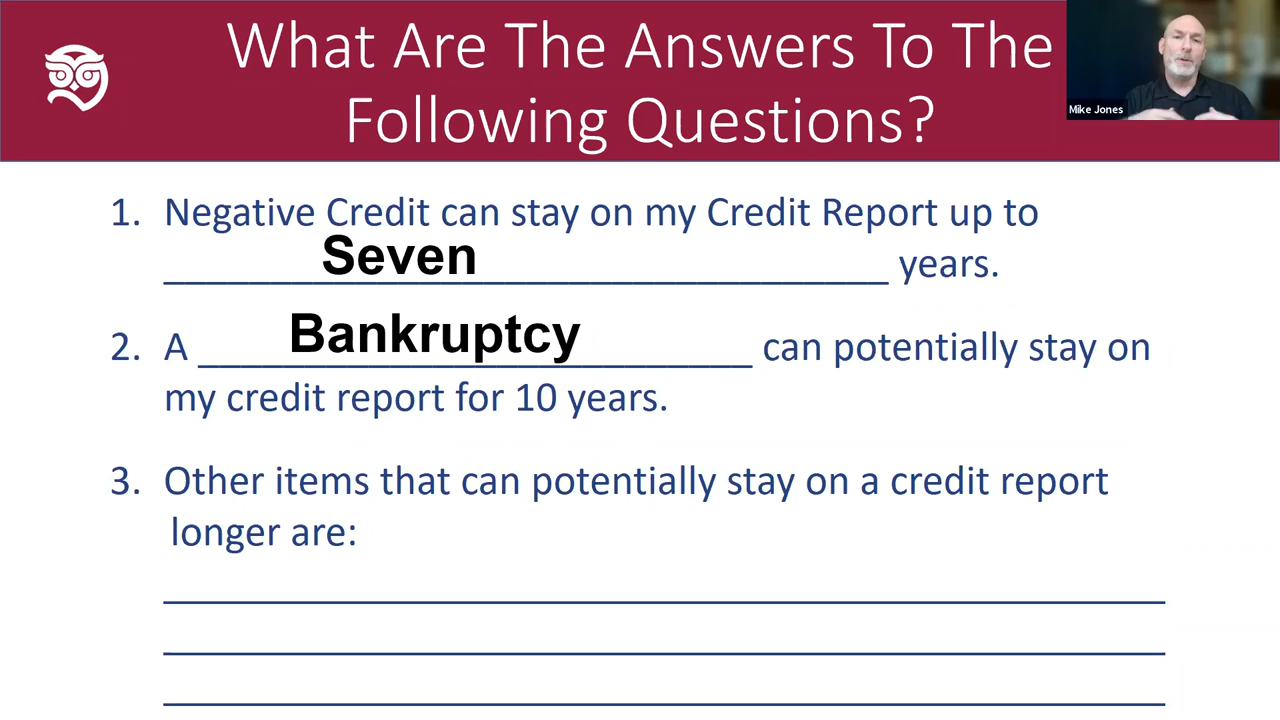 What Are The Answers To The
Following Questions?
Mike Jones
1. Negative Credit can stay on my Credit Report up to
Seven years.
2. A Bankruptcy can potentially stay on
my credit report for 10 years.
3. Other items that can potentially stay on a credit report
longer are: